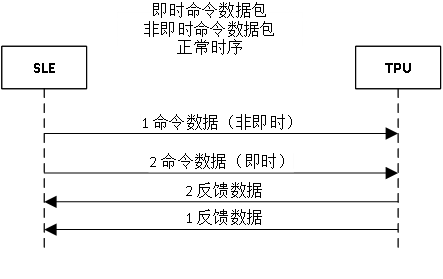 即时命令数据包
非即时命令数据包
正常时序
SLE
TPU
1 命令数据（非即时）
2 命令数据（即时）
2 反馈数据
1 反馈数据